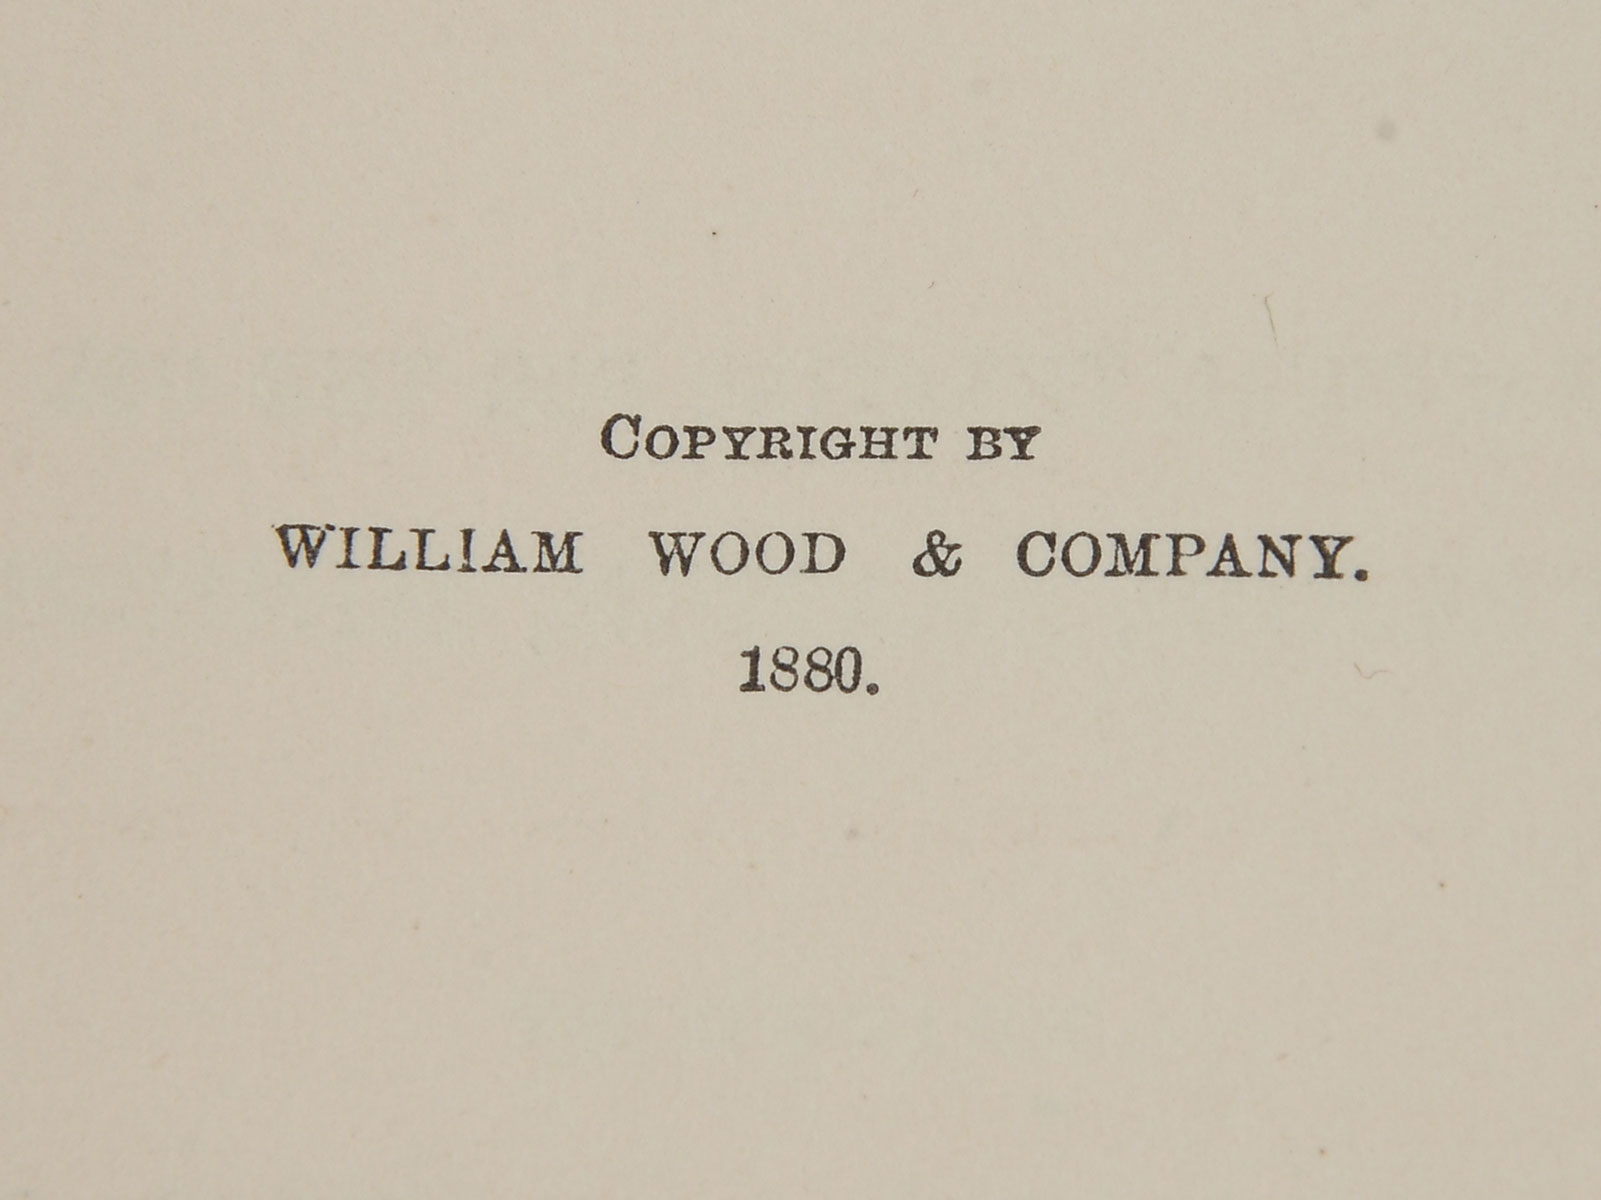 COPYRIGHT BY
WILLIAM WOOD & COMPANY.
1880.